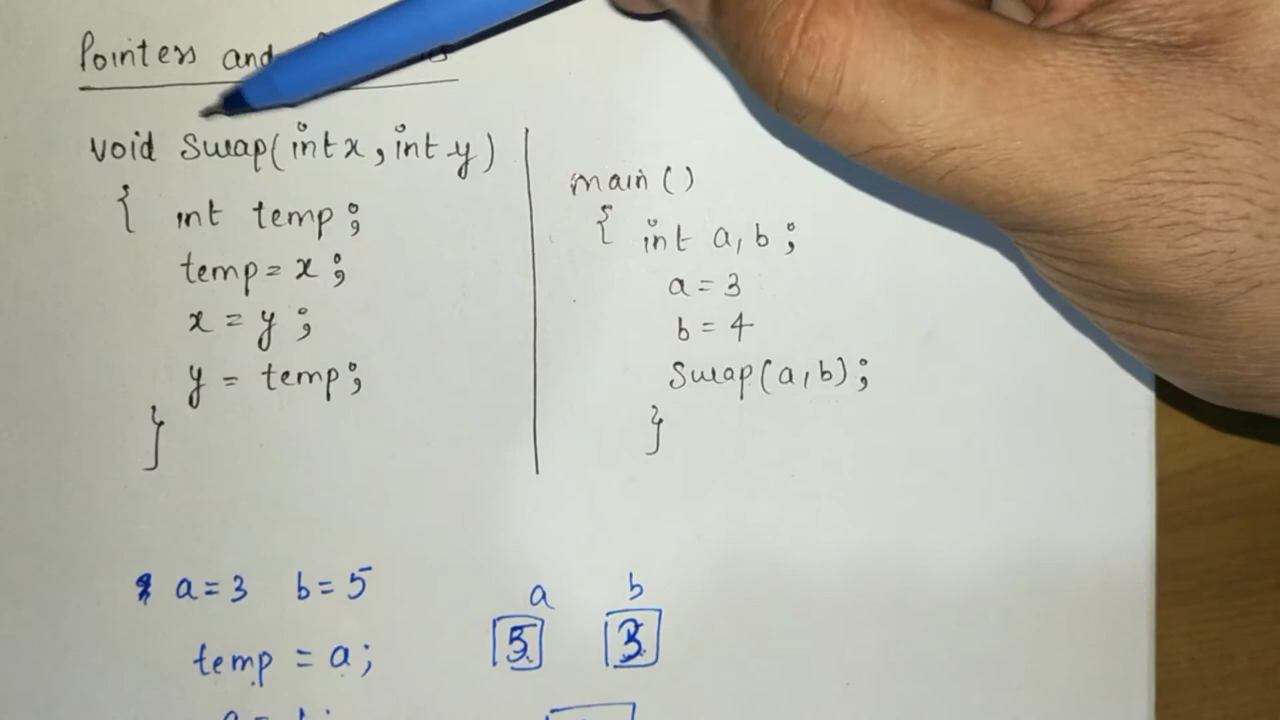 Pointers and
void Swap(int x, int y)
{ int temp;
temp = x;
x = y;
y = temp;
}
main()
{ int a, b;
a = 3
b = 4
Swap(a, b);
}
a = 3 b = 5
temp = a;
a b
5 3